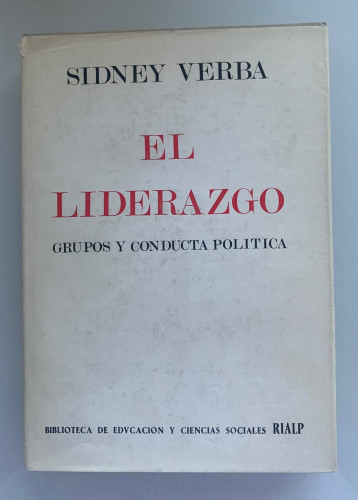 SIDNEY VERBA
EL
LIDERAZGO
GRUPOS Y CONDUCTA POLITICA
BIBLIOTECA DE EDVCACION Y CIENCIAS SOCIALES RIALP